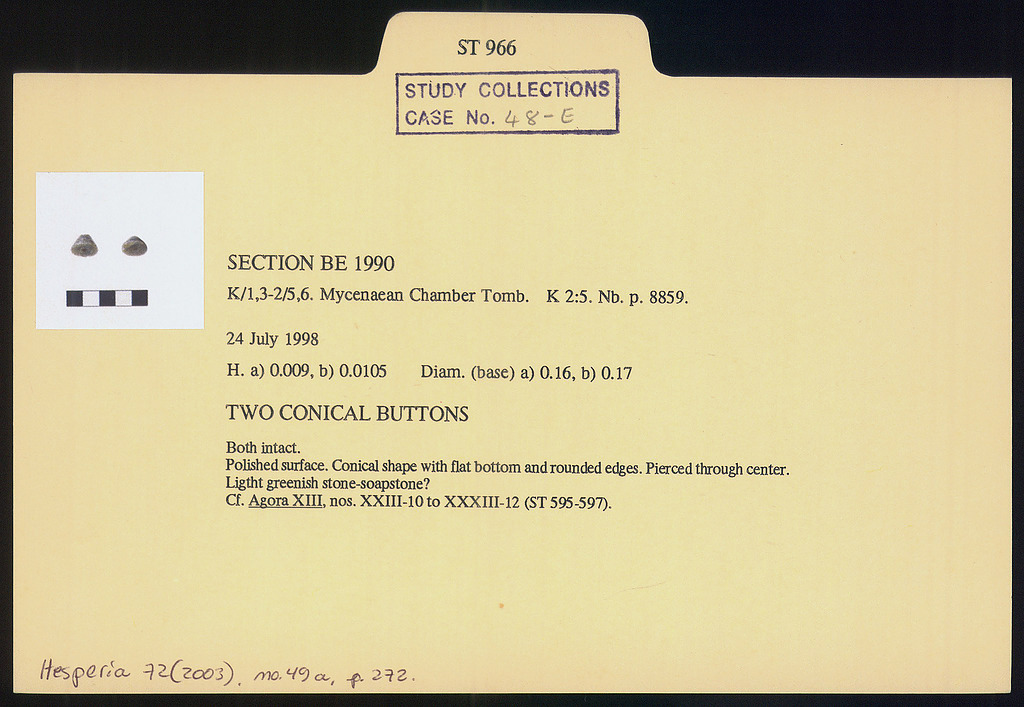 ST 966
STUDY COLLECTIONS
CASE No. 48-E
SECTION BE 1990
K/1,3-2/5,6. Mycenaean Chamber Tomb. K 2:5. Nb. p. 8859.
24 July 1998
H. a) 0.009, b) 0.0105 Diam. (base) a) 0.16, b) 0.17
TWO CONICAL BUTTONS
Both intact.
Polished surface. Conical shape with flat bottom and rounded edges. Pierced through center.
Ligtht greenish stone-soapstone?
Cf. Agora XIII, nos. XXIII-10 to XXXIII-12 (ST 595-597).
Hesperia 72(2003), no.49a, p.272.